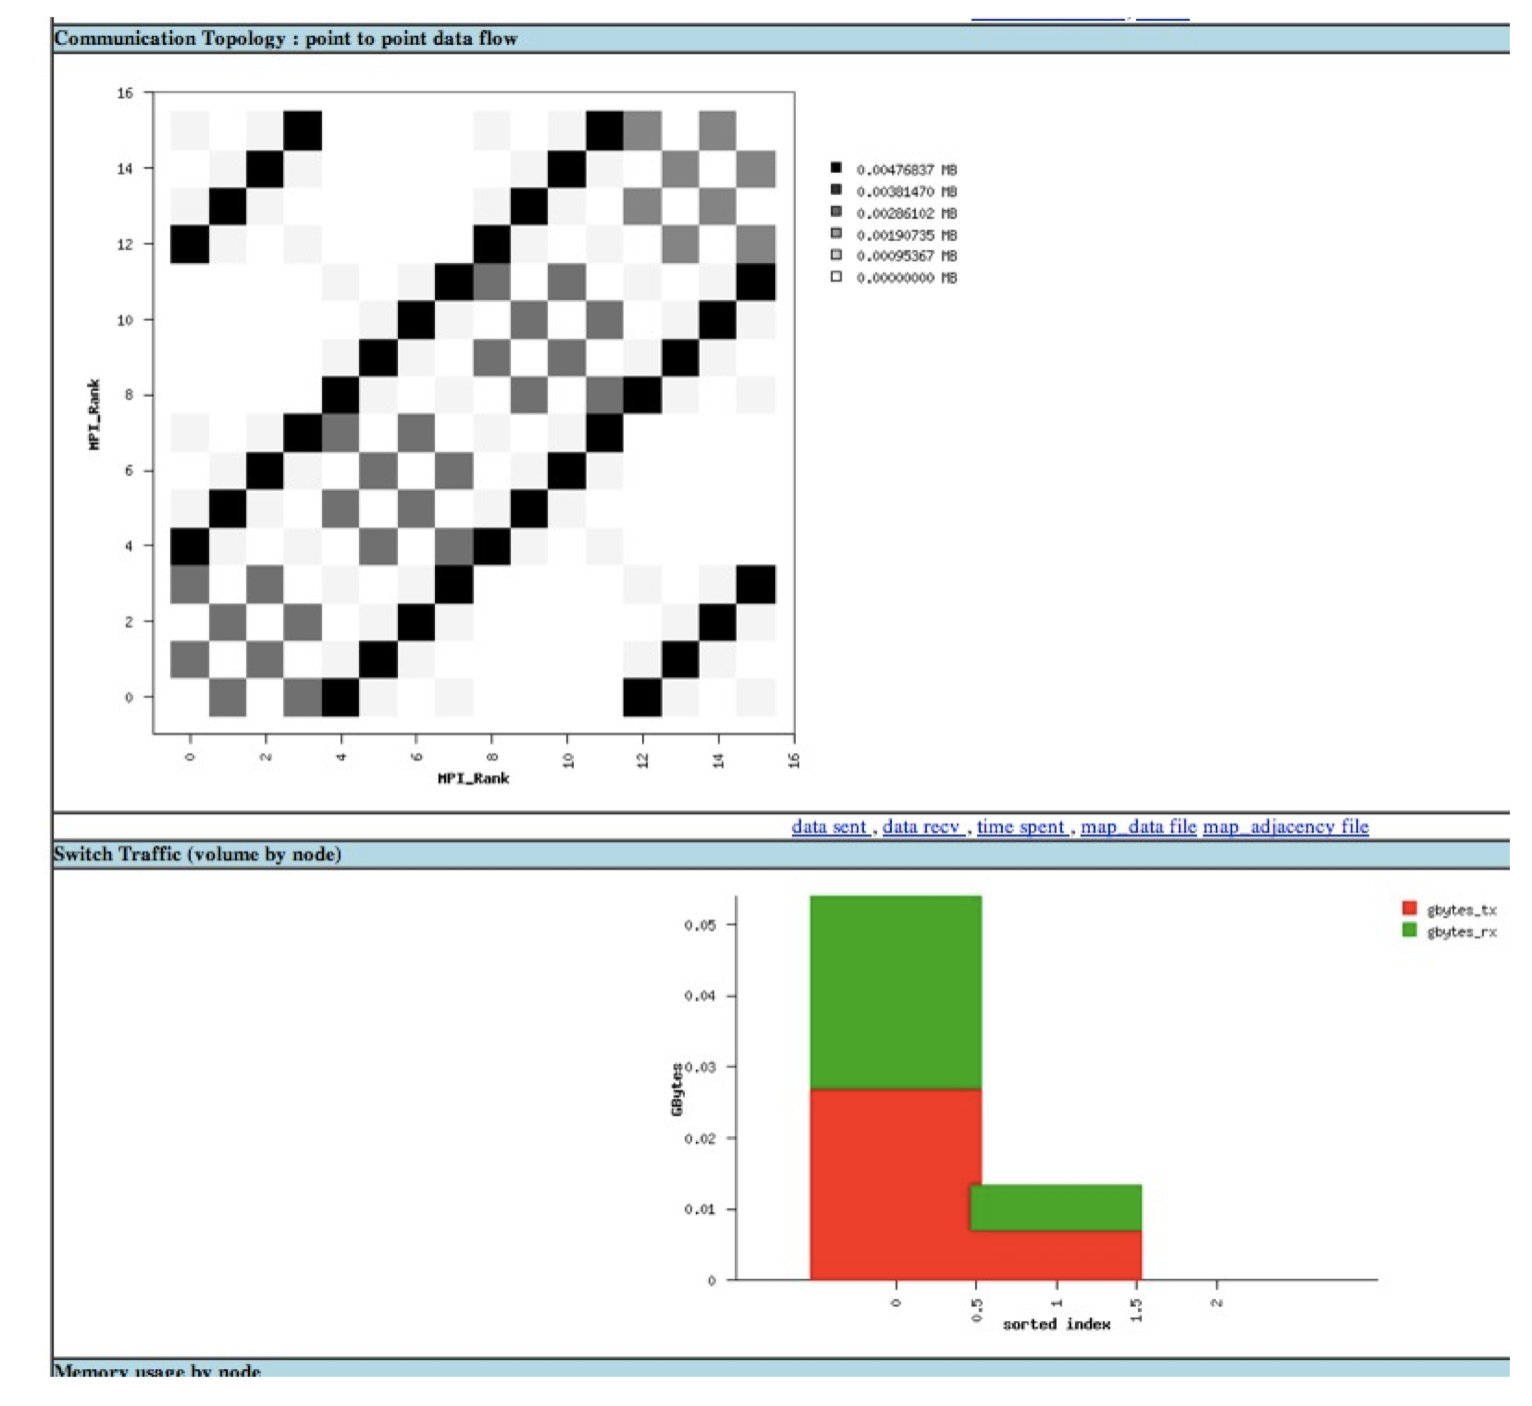 Communication Topology : point to point data flow
16
14
12
10
8
6
4
2
0
MPI_Rank
0 2 4 6 8 10 12 14 16
MPI_Rank
0.00476837 MB
0.00381470 MB
0.00286102 MB
0.00190735 MB
0.00095367 MB
0.00000000 MB
data sent , data recv , time spent , map_data file map_adjacency file
Switch Traffic (volume by node)
0.05
0.04
0.03
0.02
0.01
0
GBytes
0 0.5 1 1.5 2
sorted index
gbytes_tx
gbytes_rx
Memory usage by node